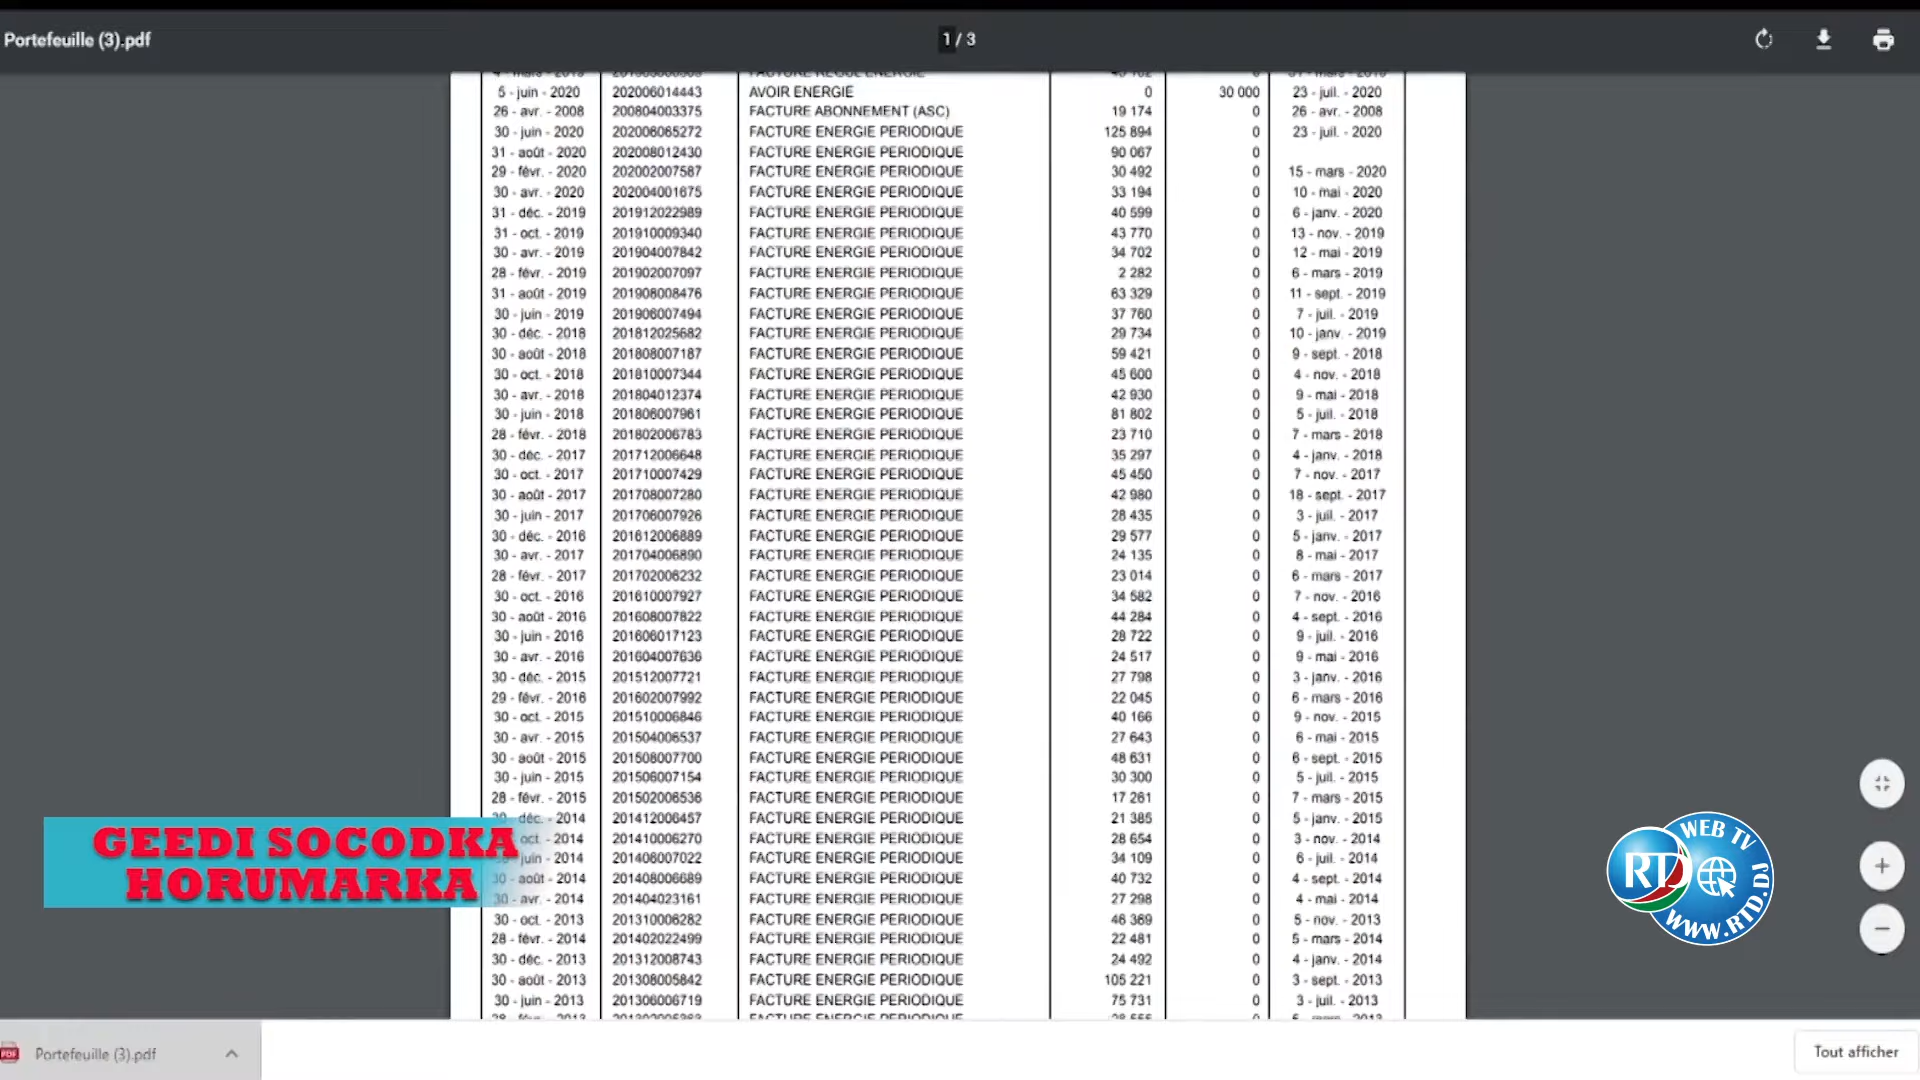 Portefeuille (3).pdf
1 / 3
5 - juin - 2020 202006014443 AVOIR ENERGIE 0 30 000 23 - juil. - 2020
26 - avr. - 2008 200804003375 FACTURE ABONNEMENT (ASC) 19 174 0 26 - avr. - 2008
30 - juin - 2020 202006065272 FACTURE ENERGIE PERIODIQUE 125 894 0 23 - juil. - 2020
31 - août - 2020 202008012430 FACTURE ENERGIE PERIODIQUE 90 067 0
29 - févr. - 2020 202002007587 FACTURE ENERGIE PERIODIQUE 30 492 0 15 - mars - 2020
30 - avr. - 2020 202004001675 FACTURE ENERGIE PERIODIQUE 33 194 0 10 - mai - 2020
31 - déc. - 2019 201912022989 FACTURE ENERGIE PERIODIQUE 40 599 0 6 - janv. - 2020
31 - oct. - 2019 201910009340 FACTURE ENERGIE PERIODIQUE 43 770 0 13 - nov. - 2019
30 - avr. - 2019 201904007842 FACTURE ENERGIE PERIODIQUE 34 702 0 12 - mai - 2019
28 - févr. - 2019 201902007097 FACTURE ENERGIE PERIODIQUE 2 282 0 6 - mars - 2019
31 - août - 2019 201908008476 FACTURE ENERGIE PERIODIQUE 63 329 0 11 - sept. - 2019
30 - juin - 2019 201906007494 FACTURE ENERGIE PERIODIQUE 37 760 0 7 - juil. - 2019
30 - déc. - 2018 201812025682 FACTURE ENERGIE PERIODIQUE 29 734 0 10 - janv. - 2019
30 - août - 2018 201808007187 FACTURE ENERGIE PERIODIQUE 59 421 0 9 - sept. - 2018
30 - oct. - 2018 201810007344 FACTURE ENERGIE PERIODIQUE 45 600 0 4 - nov. - 2018
30 - avr. - 2018 201804012374 FACTURE ENERGIE PERIODIQUE 42 930 0 9 - mai - 2018
30 - juin - 2018 201806007961 FACTURE ENERGIE PERIODIQUE 81 802 0 5 - juil. - 2018
28 - févr. - 2018 201802006783 FACTURE ENERGIE PERIODIQUE 23 710 0 7 - mars - 2018
30 - déc. - 2017 201712006648 FACTURE ENERGIE PERIODIQUE 35 297 0 4 - janv. - 2018
30 - oct. - 2017 201710007429 FACTURE ENERGIE PERIODIQUE 45 450 0 7 - nov. - 2017
30 - août - 2017 201708007280 FACTURE ENERGIE PERIODIQUE 42 980 0 18 - sept. - 2017
30 - juin - 2017 201706007926 FACTURE ENERGIE PERIODIQUE 28 435 0 3 - juil. - 2017
30 - déc. - 2016 201612006889 FACTURE ENERGIE PERIODIQUE 29 577 0 5 - janv. - 2017
30 - avr. - 2017 201704006890 FACTURE ENERGIE PERIODIQUE 24 135 0 8 - mai - 2017
28 - févr. - 2017 201702006232 FACTURE ENERGIE PERIODIQUE 23 014 0 6 - mars - 2017
30 - oct. - 2016 201610007927 FACTURE ENERGIE PERIODIQUE 34 582 0 7 - nov. - 2016
30 - août - 2016 201608007822 FACTURE ENERGIE PERIODIQUE 44 284 0 4 - sept. - 2016
30 - juin - 2016 201606017123 FACTURE ENERGIE PERIODIQUE 28 722 0 9 - juil. - 2016
30 - avr. - 2016 201604007636 FACTURE ENERGIE PERIODIQUE 24 517 0 9 - mai - 2016
30 - déc. - 2015 201512007721 FACTURE ENERGIE PERIODIQUE 27 798 0 3 - janv. - 2016
29 - févr. - 2016 201602007992 FACTURE ENERGIE PERIODIQUE 22 045 0 6 - mars - 2016
30 - oct. - 2015 201510006846 FACTURE ENERGIE PERIODIQUE 40 166 0 9 - nov. - 2015
30 - avr. - 2015 201504006537 FACTURE ENERGIE PERIODIQUE 27 643 0 6 - mai - 2015
30 - août - 2015 201508007700 FACTURE ENERGIE PERIODIQUE 48 631 0 6 - sept. - 2015
30 - juin - 2015 201506007154 FACTURE ENERGIE PERIODIQUE 30 300 0 5 - juil. - 2015
28 - févr. - 2015 201502006536 FACTURE ENERGIE PERIODIQUE 17 261 0 7 - mars - 2015
déc. - 2014 201412006457 FACTURE ENERGIE PERIODIQUE 21 385 0 5 - janv. - 2015
oct. - 2014 201410006270 FACTURE ENERGIE PERIODIQUE 28 654 0 3 - nov. - 2014
juin - 2014 201406007022 FACTURE ENERGIE PERIODIQUE 34 109 0 6 - juil. - 2014
30 - août - 2014 201408006689 FACTURE ENERGIE PERIODIQUE 40 732 0 4 - sept. - 2014
30 - avr. - 2014 201404023161 FACTURE ENERGIE PERIODIQUE 27 298 0 4 - mai - 2014
30 - oct. - 2013 201310006282 FACTURE ENERGIE PERIODIQUE 46 369 0 5 - nov. - 2013
28 - févr. - 2014 201402022499 FACTURE ENERGIE PERIODIQUE 22 481 0 5 - mars - 2014
30 - déc. - 2013 201312008743 FACTURE ENERGIE PERIODIQUE 24 492 0 4 - janv. - 2014
30 - août - 2013 201308005842 FACTURE ENERGIE PERIODIQUE 105 221 0 3 - sept. - 2013
30 - juin - 2013 201306006719 FACTURE ENERGIE PERIODIQUE 75 731 0 3 - juil. - 2013
GEEDI SOCODKA
HORUMARKA
WEB TV
RTD
WWW.RTD.DJ
PDF Portefeuille (3).pdf
Tout afficher